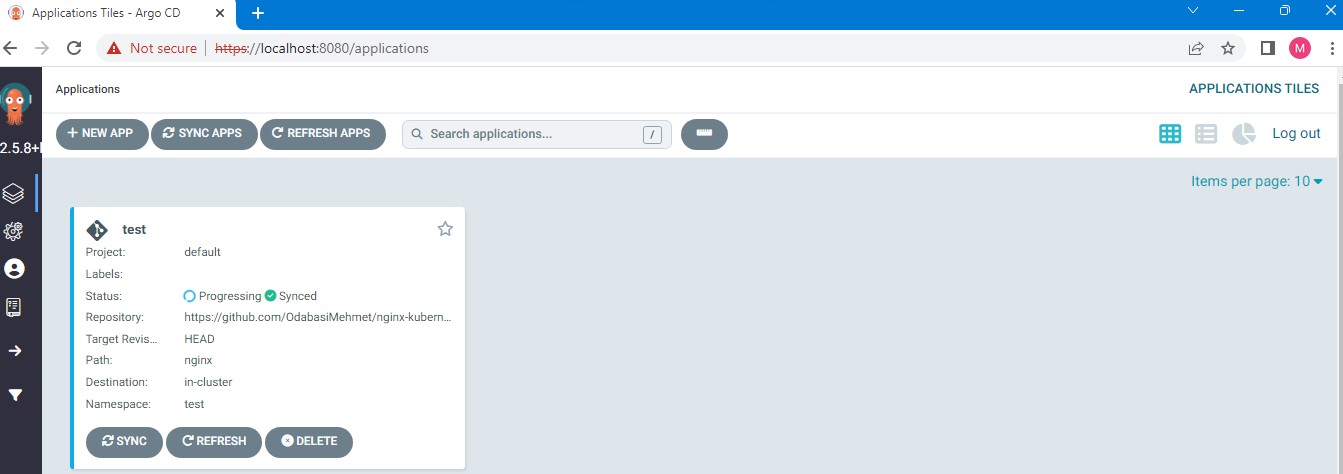 Applications Tiles - Argo CD
Not secure https://localhost:8080/applications
M
Applications
APPLICATIONS TILES
2.5.8+
NEW APP SYNC APPS REFRESH APPS Search applications... / Log out
Items per page: 10
test
Project: default
Labels:
Status: Progressing Synced
Repository: https://github.com/OdabasiMehmet/nginx-kubern...
Target Revis... HEAD
Path: nginx
Destination: in-cluster
Namespace: test
SYNC REFRESH DELETE